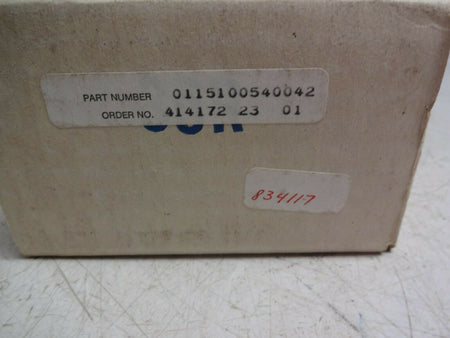 PART NUMBER 0115100540042
ORDER NO. 414172 23 01
834117